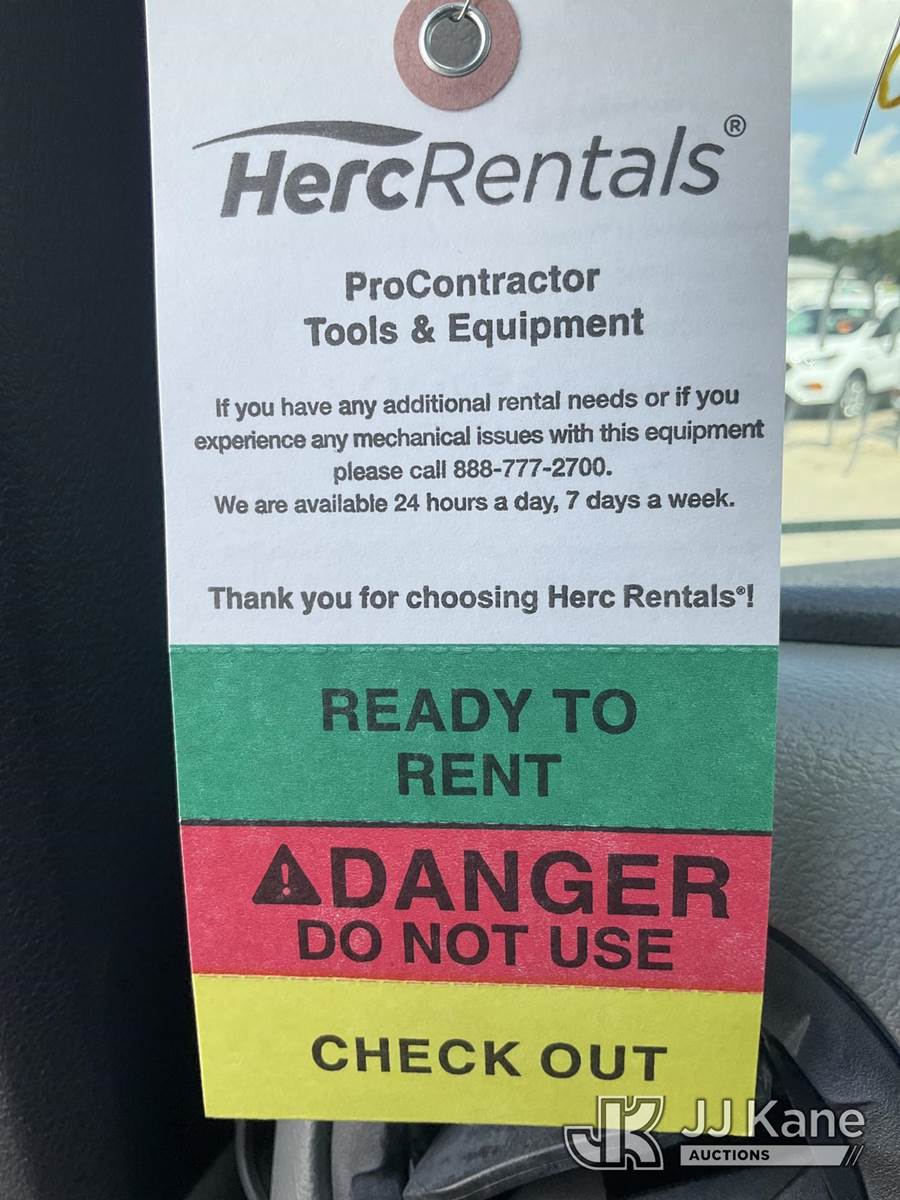 HercRentals®
ProContractor
Tools & Equipment
If you have any additional rental needs or if you
experience any mechanical issues with this equipment
please call 888-777-2700.
We are available 24 hours a day, 7 days a week.
Thank you for choosing Herc Rentals®!
READY TO
RENT
DANGER
DO NOT USE
CHECK OUT
JK JJ Kane
AUCTIONS